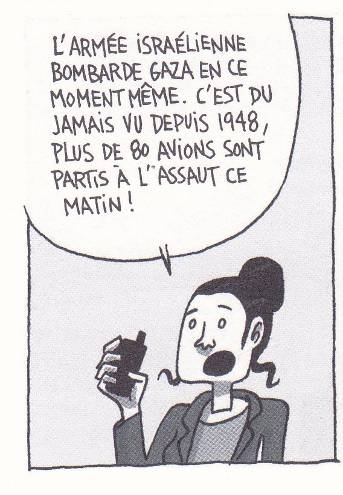 L'ARMÉE ISRAÉLIENNE
BOMBARDE GAZA EN CE
MOMENT MÊME. C'EST DU
JAMAIS VU DEPUIS 1948,
PLUS DE 80 AVIONS SONT
PARTIS À L'ASSAUT CE
MATIN !